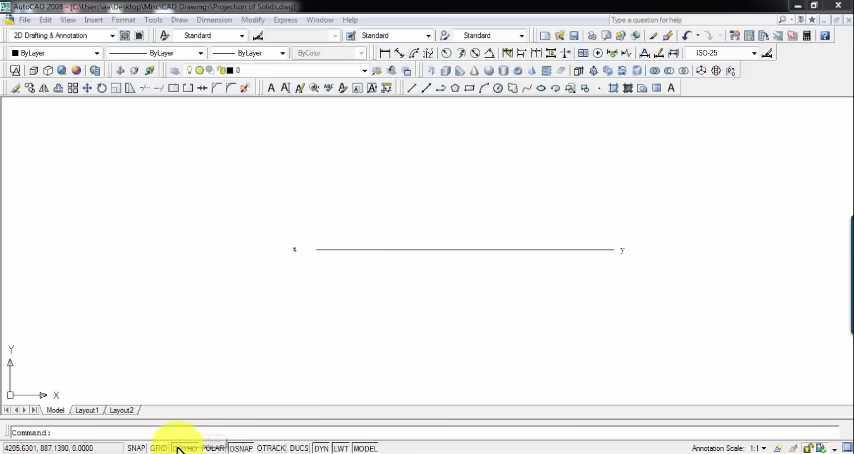 AutoCAD 2008 - [C:\Users\aa\Desktop\Misc\CAD Drawings\Projection of Solids.dwg]
File Edit View Insert Format Tools Draw Dimension Modify Express Window Help Type a question for help
2D Drafting & Annotation Standard Standard Standard
ByLayer ByLayer ByLayer ByColor ISO-25
0
x y
Y
X
Model Layout1 Layout2
Command:
4205.6301, 887.1390, 0.0000 SNAP GRID ORTHO POLAR OSNAP OTRACK DUCS DYN LWT MODEL Annotation Scale: 1:1